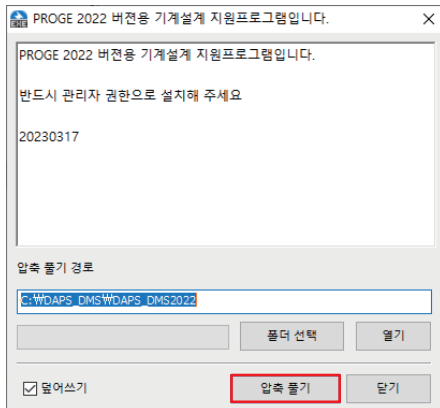 PROGE 2022 버젼용 기계설계 지원프로그램입니다.
PROGE 2022 버젼용 기계설계 지원프로그램입니다.
반드시 관리자 권한으로 설치해 주세요
20230317
압축 풀기 경로
C:₩DAPS_DMS₩DAPS_DMS2022
폴더 선택
열기
덮어쓰기
압축 풀기
닫기